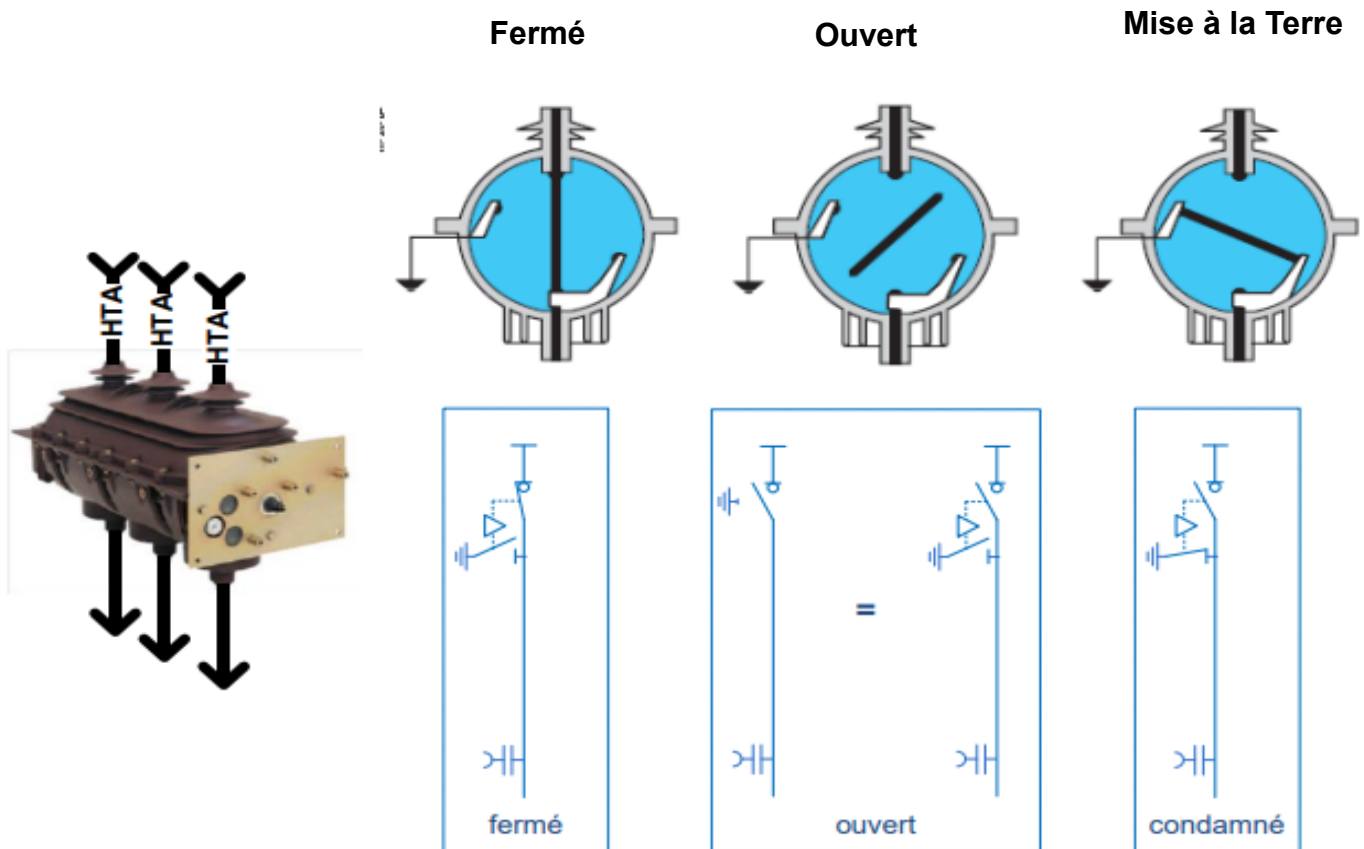 Fermé
Ouvert
Mise à la Terre
HTA
HTA
HTA
=
fermé
ouvert
condamné